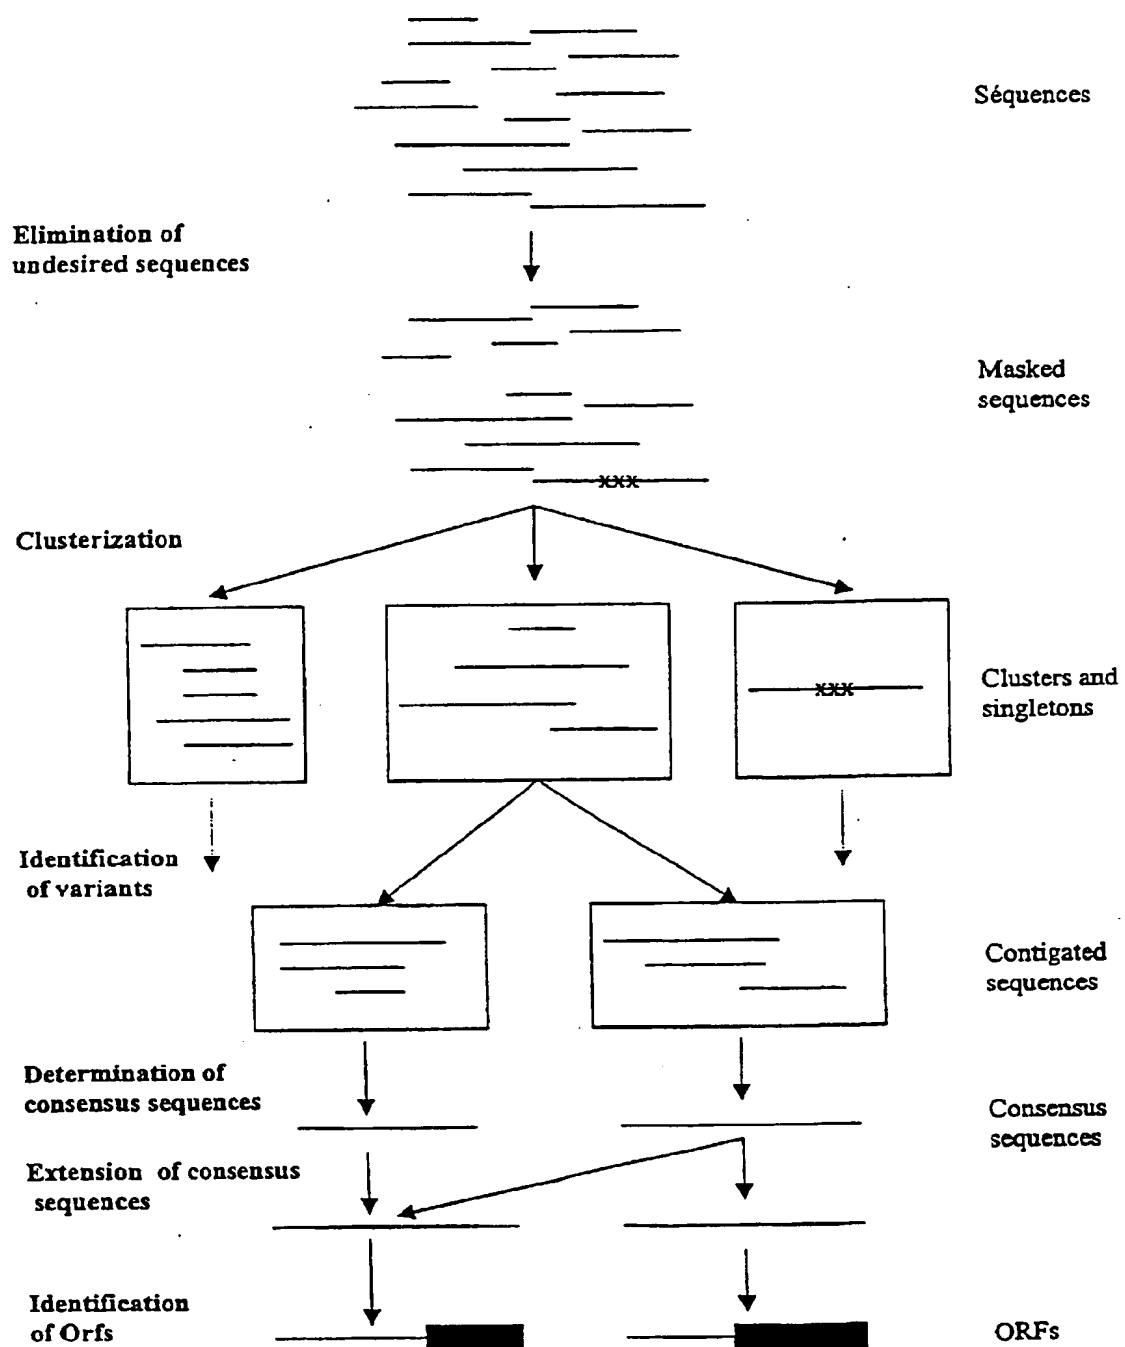 Séquences
Elimination of
undesired sequences
Masked
sequences
xxx
Clusterization
xxx
Clusters and
singletons
Identification
of variants
Contigated
sequences
Determination of
consensus sequences
Consensus
sequences
Extension of consensus
sequences
Identification
of Orfs
ORFs